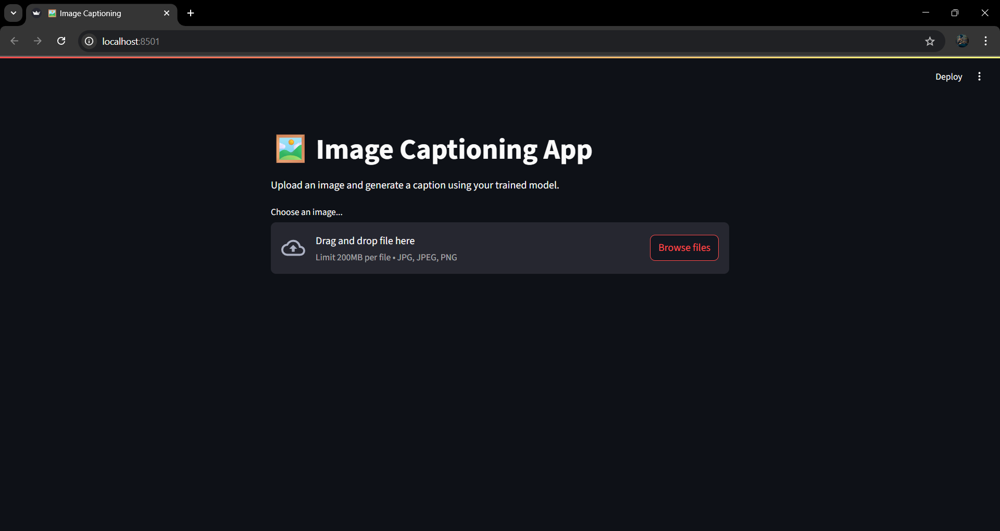 Image Captioning
localhost:8501
Deploy
Image Captioning App
Upload an image and generate a caption using your trained model.
Choose an image...
Drag and drop file here
Limit 200MB per file • JPG, JPEG, PNG
Browse files